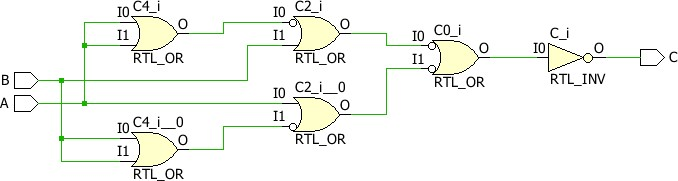 C4_i
I0
I1
O
RTL_OR
C2_i
I0
I1
O
RTL_OR
C0_i
I0
I1
O
RTL_OR
C_i
I0
O
RTL_INV
C
B
A
C4_i__0
I0
I1
O
RTL_OR
C2_i__0
I0
I1
O
RTL_OR